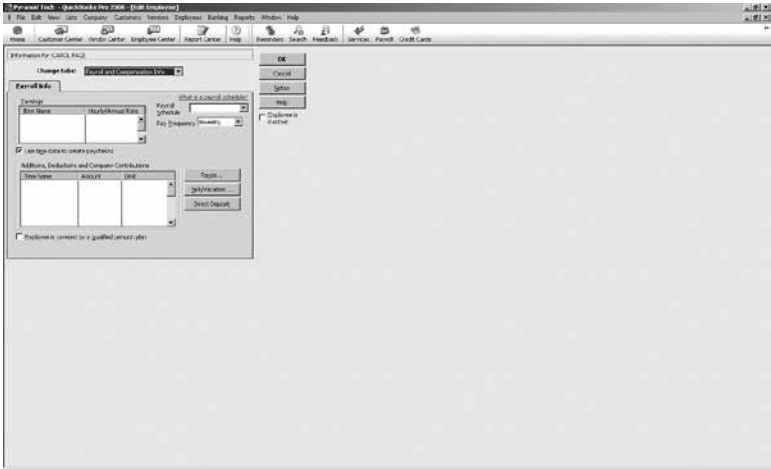 Pyramid Tech - QuickBooks Pro 2008 - [Edit Employee]
File Edit View Lists Company Customers Vendors Employees Banking Reports Window Help
Home Customer Center Vendor Center Employee Center Report Center Help Reminders Search Feedback Services Payroll Credit Cards
Information for: CAROL PAGE
Change tabs: Payroll and Compensation Info
OK
Cancel
Notes
Help
Employee is inactive
Payroll Info
What is a payroll schedule?
Earnings
Item Name Hourly/Annual Rate
Payroll Schedule
Pay Frequency
Use time data to create paychecks
Additions, Deductions and Company Contributions
Item Name Amount Limit
Taxes...
Sick/Vacation...
Direct Deposit
Employee is covered by a qualified pension plan